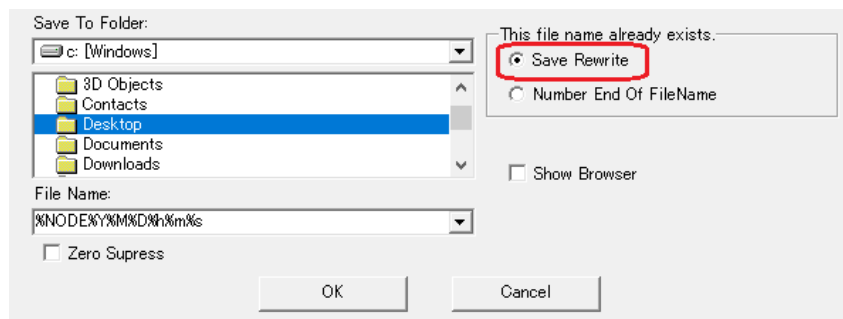 Save To Folder:
c: [Windows]
3D Objects
Contacts
Desktop
Documents
Downloads
File Name:
%NODE%Y%M%D%h%m%s
Zero Supress
This file name already exists.
Save Rewrite
Number End Of FileName
Show Browser
OK
Cancel